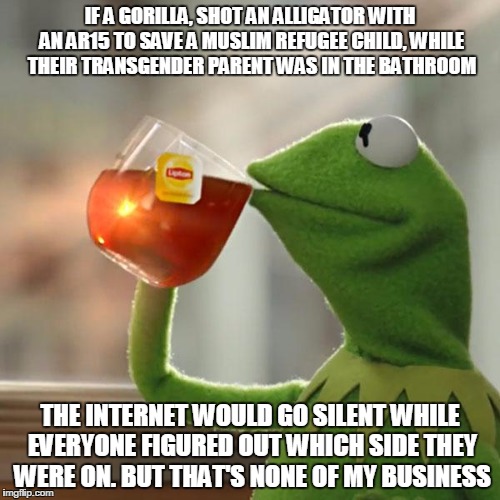 IF A GORILLA, SHOT AN ALLIGATOR WITH
AN AR15 TO SAVE A MUSLIM REFUGEE CHILD, WHILE
THEIR TRANSGENDER PARENT WAS IN THE BATHROOM
Lipton
THE INTERNET WOULD GO SILENT WHILE
EVERYONE FIGURED OUT WHICH SIDE THEY
WERE ON. BUT THAT'S NONE OF MY BUSINESS
imgflip.com